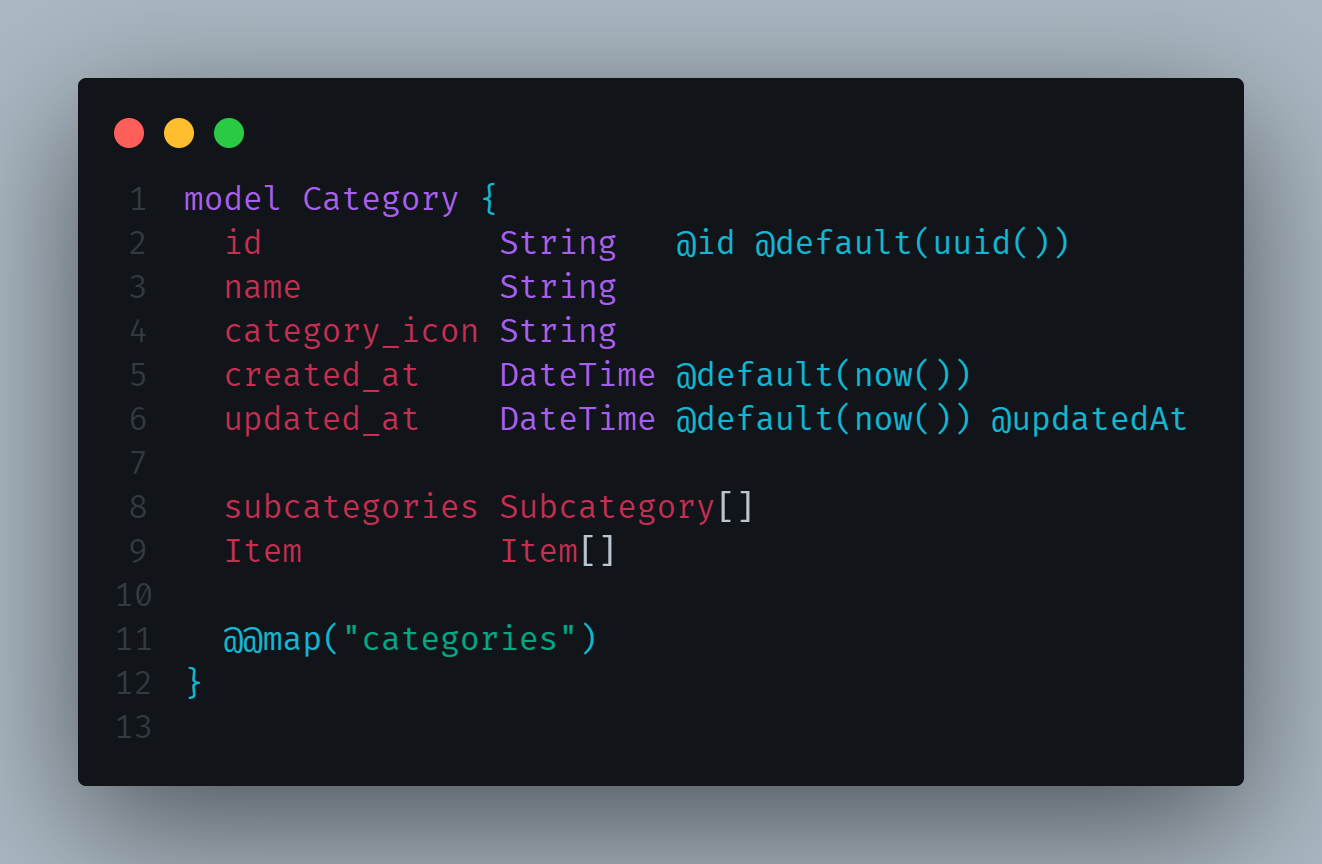 1 model Category {
2   id            String   @id @default(uuid())
3   name          String
4   category_icon String
5   created_at    DateTime @default(now())
6   updated_at    DateTime @default(now()) @updatedAt
7
8   subcategories Subcategory[]
9   Item          Item[]
10
11   @@map("categories")
12 }
13